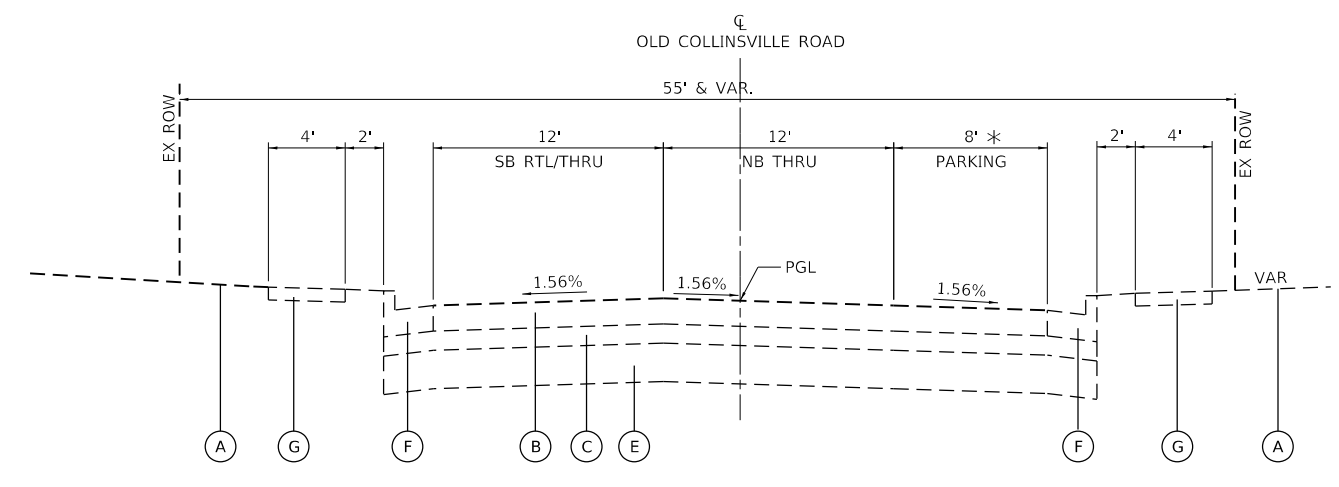 ℄
OLD COLLINSVILLE ROAD
55' & VAR.
EX ROW
EX ROW
4' 2' 12' 12' 8' * 2' 4'
SB RTL/THRU NB THRU PARKING
PGL
VAR
1.56% 1.56% 1.56%
A G F B C E F G A